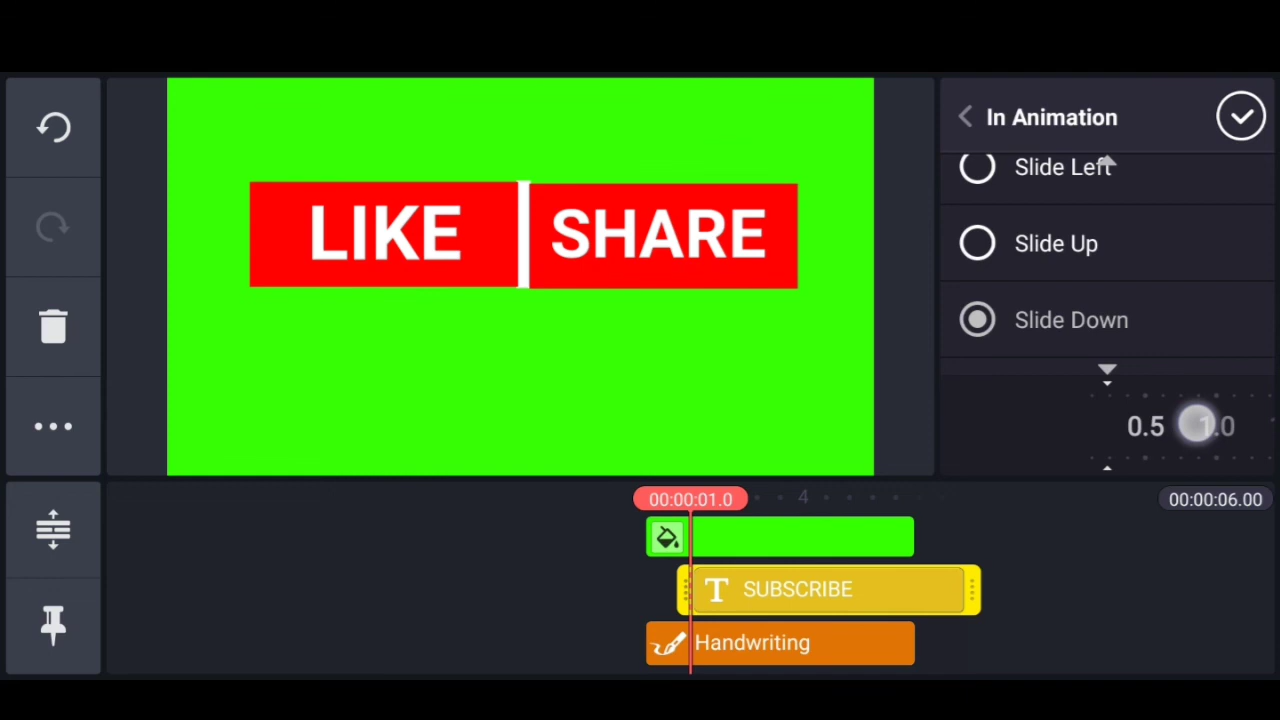 In Animation
Slide Left
Slide Up
Slide Down
LIKE
SHARE
0.5 1.0
00:00:01.0
4
00:00:06.00
T SUBSCRIBE
Handwriting